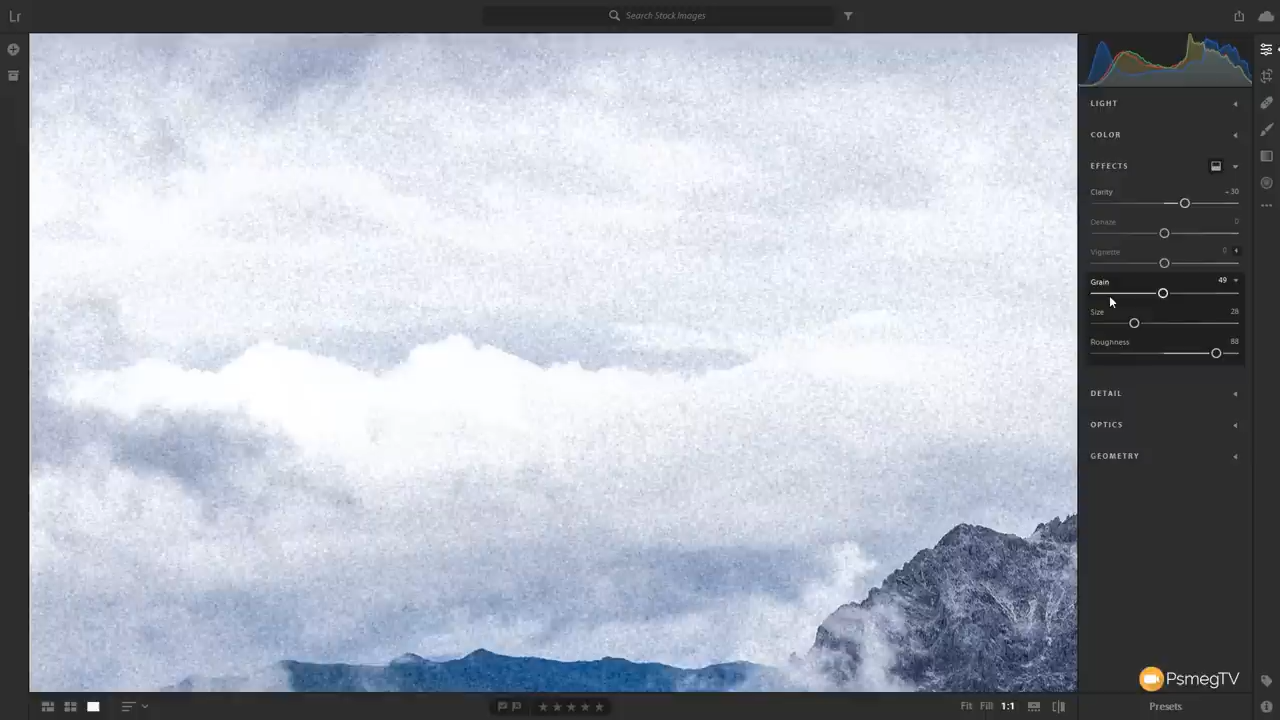 Lr
Search Stock Images
LIGHT
COLOR
EFFECTS
Clarity + 30
Dehaze 0
Vignette 0
Grain 49
Size 28
Roughness 88
DETAIL
OPTICS
GEOMETRY
PsmegTV
Fit Fill 1:1
Presets